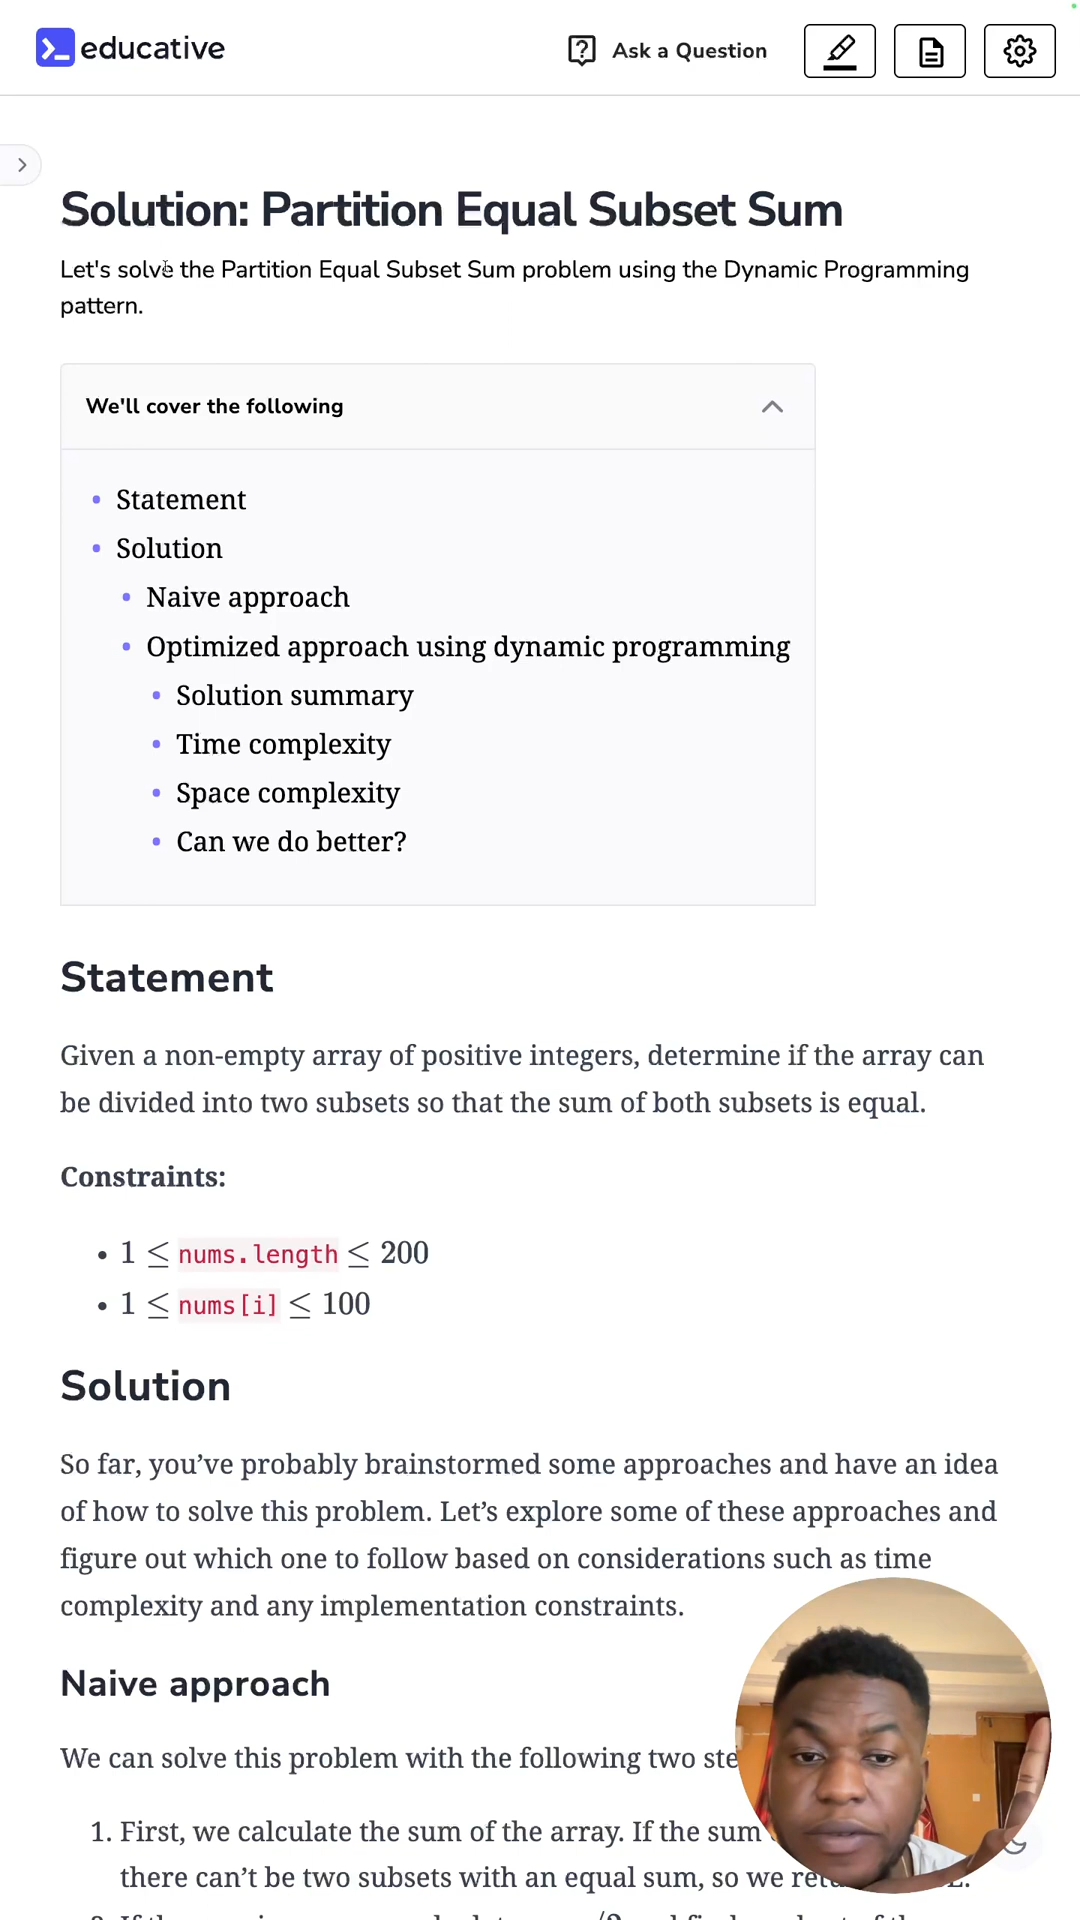 educative
Ask a Question
Solution: Partition Equal Subset Sum
Let's solve the Partition Equal Subset Sum problem using the Dynamic Programming
pattern.
We'll cover the following
• Statement
• Solution
• Naive approach
• Optimized approach using dynamic programming
• Solution summary
• Time complexity
• Space complexity
• Can we do better?
Statement
Given a non-empty array of positive integers, determine if the array can
be divided into two subsets so that the sum of both subsets is equal.
Constraints:
• 1 ≤ nums.length ≤ 200
• 1 ≤ nums[i] ≤ 100
Solution
So far, you’ve probably brainstormed some approaches and have an idea
of how to solve this problem. Let’s explore some of these approaches and
figure out which one to follow based on considerations such as time
complexity and any implementation constraints.
Naive approach
We can solve this problem with the following two
1. First, we calculate the sum of the array. If the sum
there can’t be two subsets with an equal sum, so we